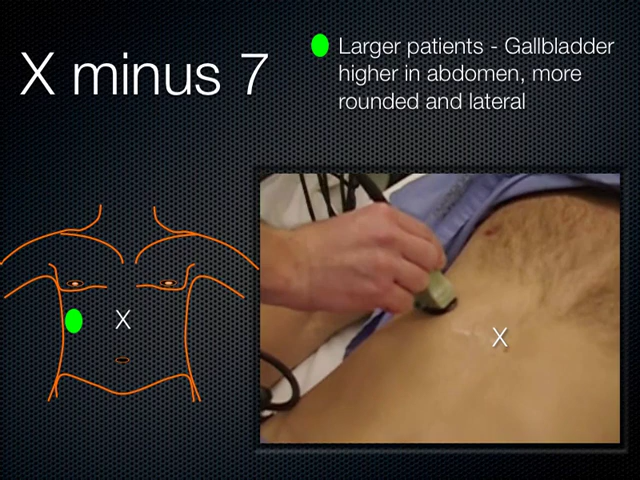 X minus 7
Larger patients - Gallbladder
higher in abdomen, more
rounded and lateral
X
X